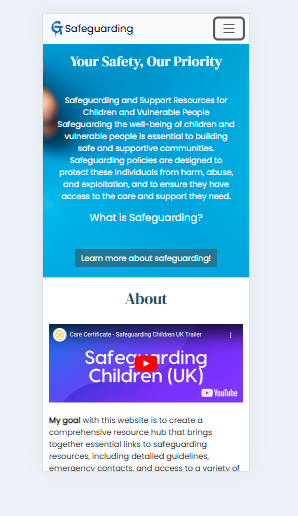 Safeguarding
Your Safety, Our Priority
Safeguarding and Support Resources for
Children and Vulnerable People
Safeguarding the well-being of children and
vulnerable people is essential to building
safe and supportive communities.
Safeguarding policies are designed to
protect these individuals from harm, abuse,
and exploitation, and to ensure they have
access to the care and support they need.
What is Safeguarding?
Learn more about safeguarding!
About
Care Certificate - Safeguarding Children UK Trailer
Safeguarding
Children (UK)
YouTube
My goal with this website is to create a
comprehensive resource hub that brings
together essential links to safeguarding
resources, including detailed guidelines,
emergency contacts, and access to a variety of